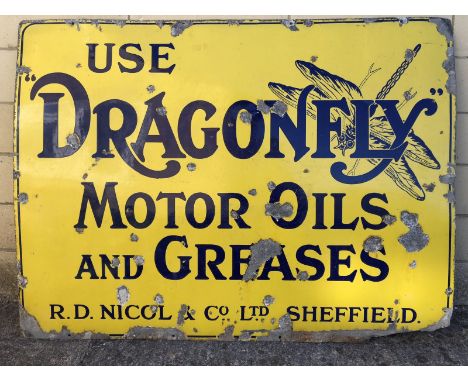 USE
"DRAGONFLY"
MOTOR OILS
AND GREASES
R.D. NICOL & CO LTD SHEFFIELD.